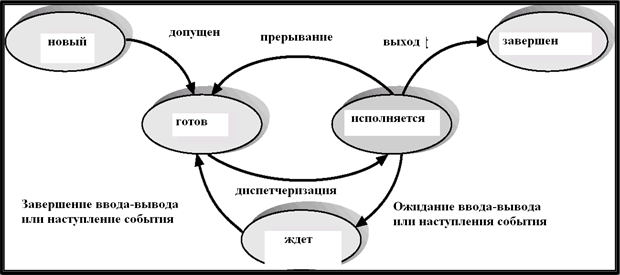 новый
допущен
прерывание
выход
завершен
готов
исполняется
диспетчеризация
Завершение ввода-вывода
или наступление события
Ожидание ввода-вывода
или наступления события
ждет